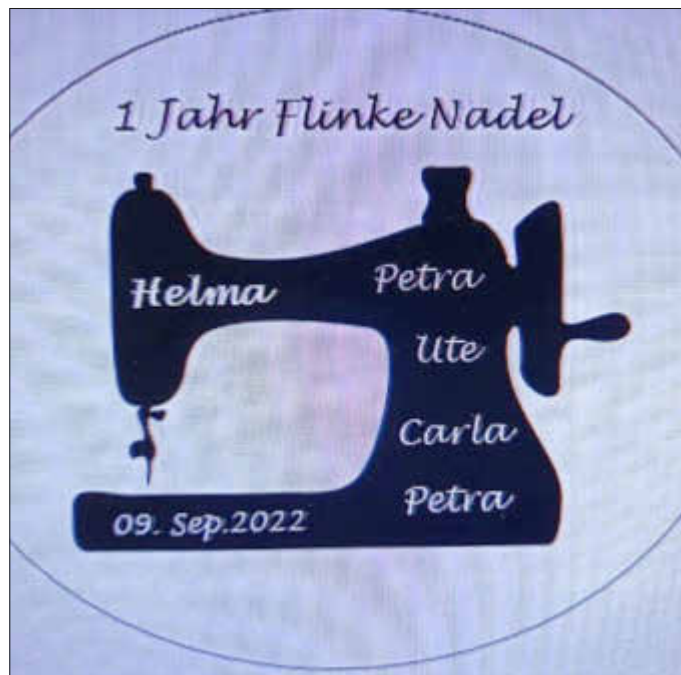 1 Jahr Flinke Nadel
Helma
Petra
Ute
Carla
Petra
09. Sep.2022